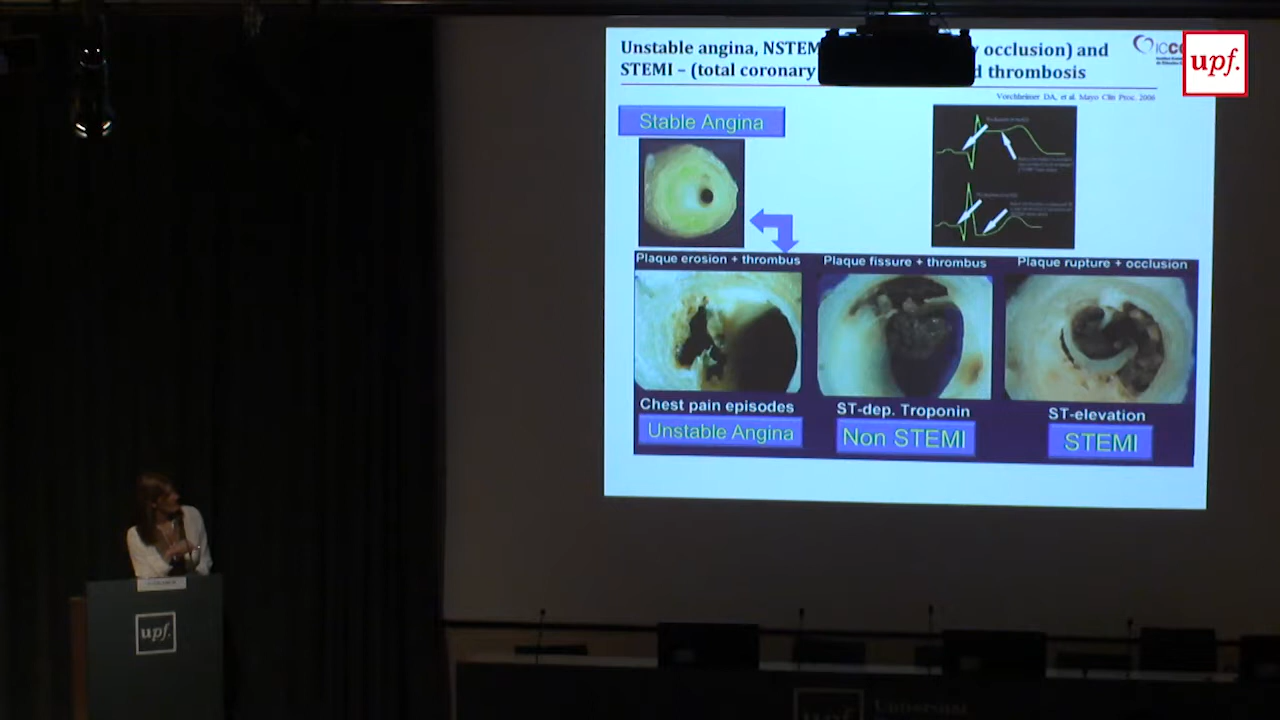 Unstable angina, NSTEM y occlusion) and
STEMI – (total coronary d thrombosis
ICC
upf.
Vorchheimer DA, et al. Mayo Clin Proc. 2006
Stable Angina
Plaque erosion + thrombus
Plaque fissure + thrombus
Plaque rupture + occlusion
Chest pain episodes
ST-dep. Troponin
ST-elevation
Unstable Angina
Non STEMI
STEMI
upf.
upf